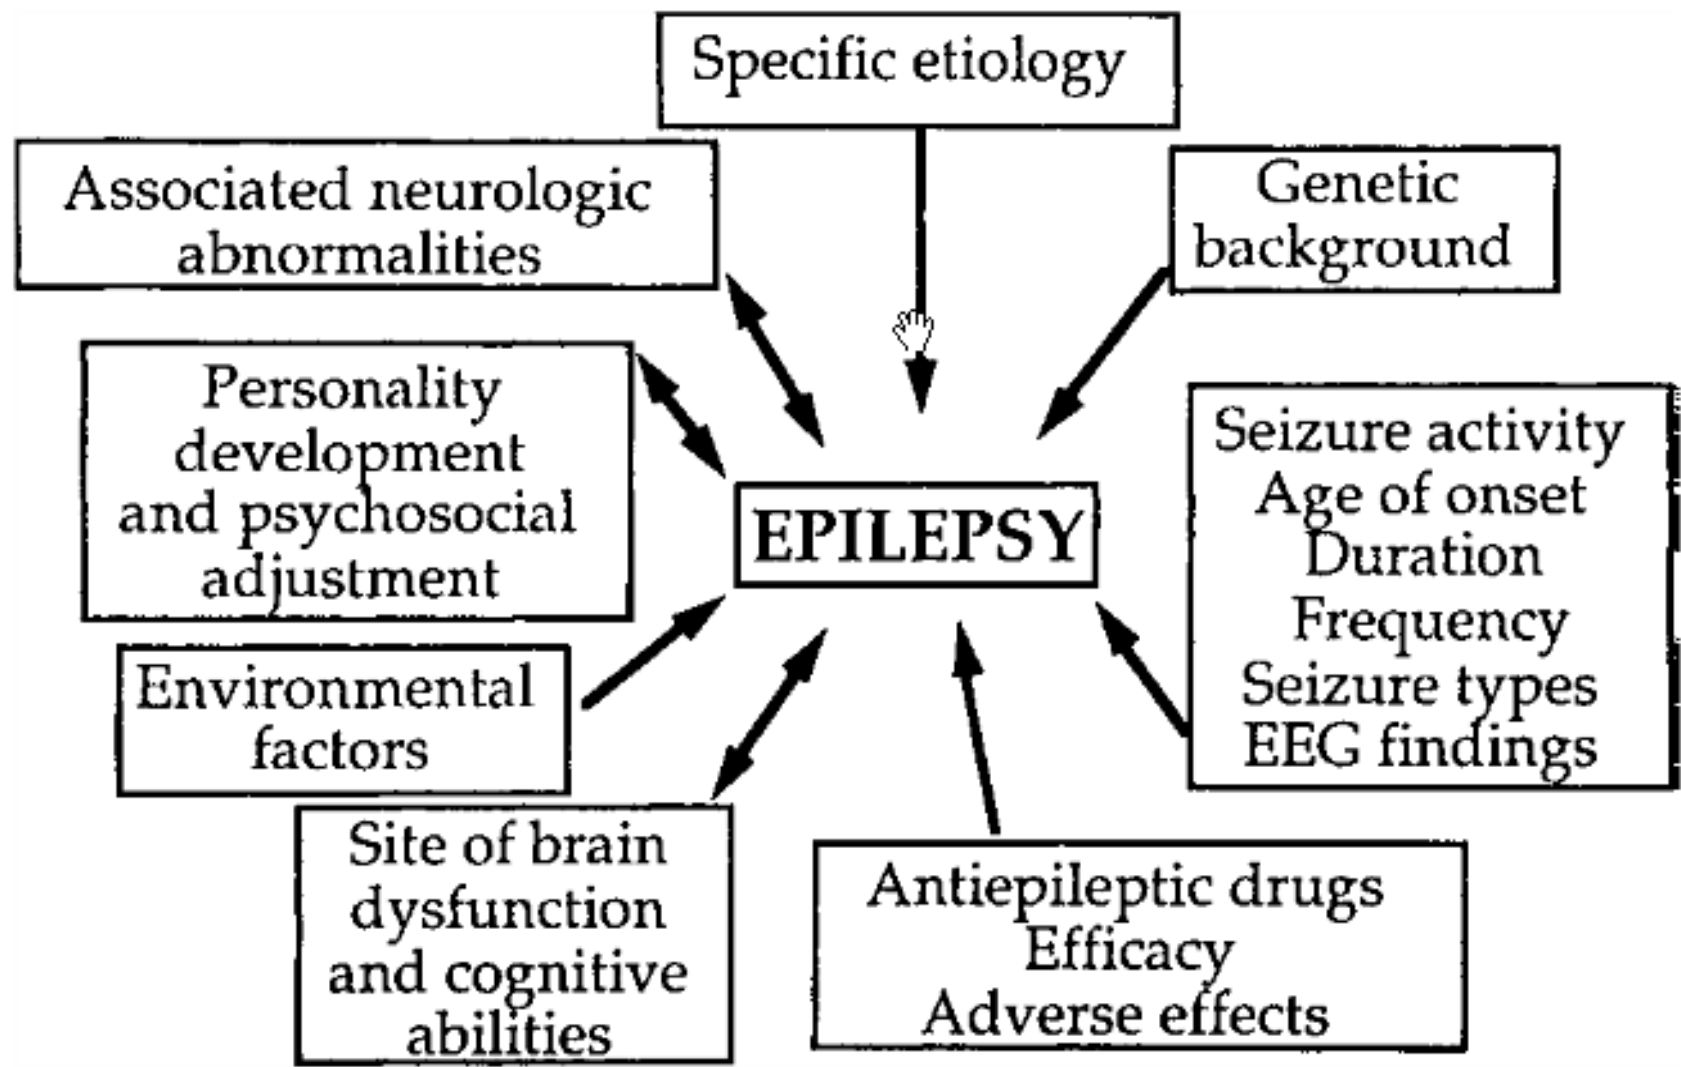 Specific etiology
Associated neurologic
abnormalities
Genetic
background
Personality
development
and psychosocial
adjustment
EPILEPSY
Seizure activity
Age of onset
Duration
Frequency
Seizure types
EEG findings
Environmental
factors
Site of brain
dysfunction
and cognitive
abilities
Antiepileptic drugs
Efficacy
Adverse effects